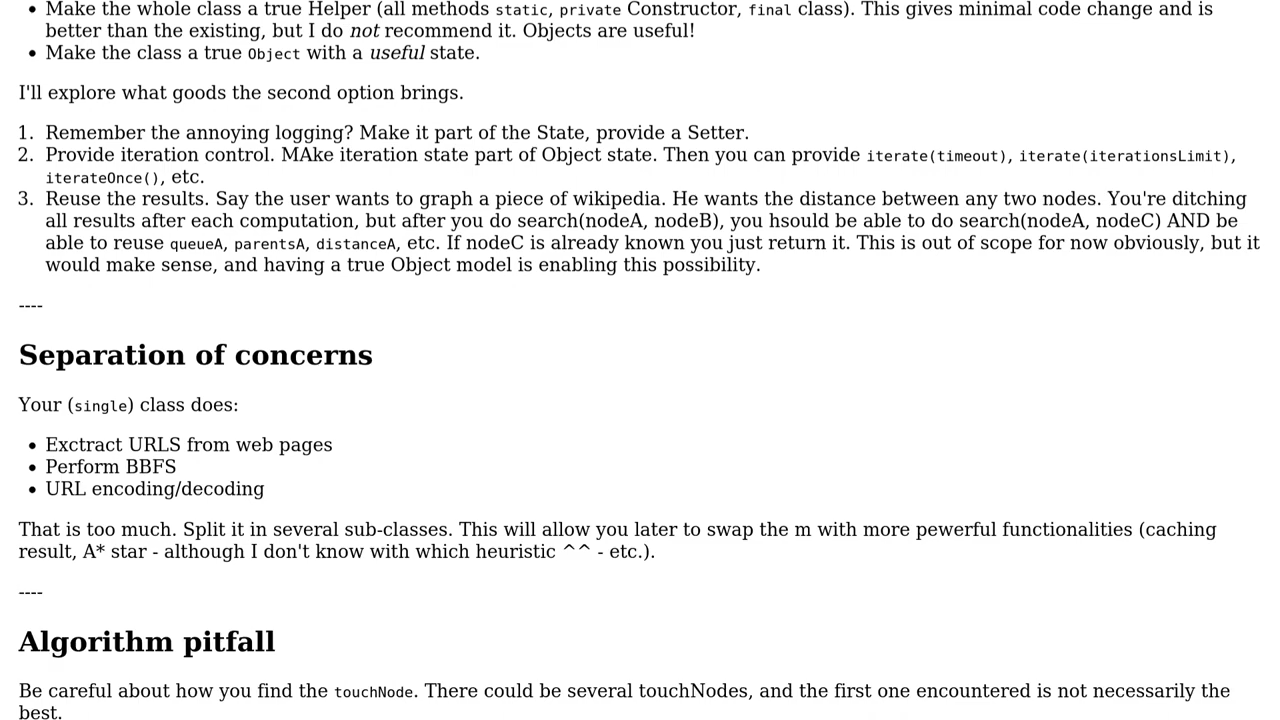 • Make the whole class a true Helper (all methods static, private Constructor, final class). This gives minimal code change and is
better than the existing, but I do not recommend it. Objects are useful!
• Make the class a true Object with a useful state.
I'll explore what goods the second option brings.
1. Remember the annoying logging? Make it part of the State, provide a Setter.
2. Provide iteration control. MAke iteration state part of Object state. Then you can provide iterate(timeout), iterate(iterationsLimit),
iterateOnce(), etc.
3. Reuse the results. Say the user wants to graph a piece of wikipedia. He wants the distance between any two nodes. You're ditching
all results after each computation, but after you do search(nodeA, nodeB), you hsould be able to do search(nodeA, nodeC) AND be
able to reuse queueA, parentsA, distanceA, etc. If nodeC is already known you just return it. This is out of scope for now obviously, but it
would make sense, and having a true Object model is enabling this possibility.
----
Separation of concerns
Your (single) class does:
• Exctract URLS from web pages
• Perform BBFS
• URL encoding/decoding
That is too much. Split it in several sub-classes. This will allow you later to swap the m with more pewerful functionalities (caching
result, A* star - although I don't know with which heuristic ^^ - etc.).
----
Algorithm pitfall
Be careful about how you find the touchNode. There could be several touchNodes, and the first one encountered is not necessarily the
best.